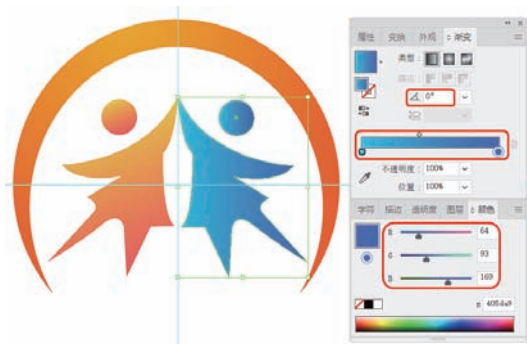 属性 变换 外观 渐变
类型:
描边:
0°
不透明度: 100%
位置: 100%
字符 描边 透明度 图层 颜色
R 64
G 93
B 169
# 405da9